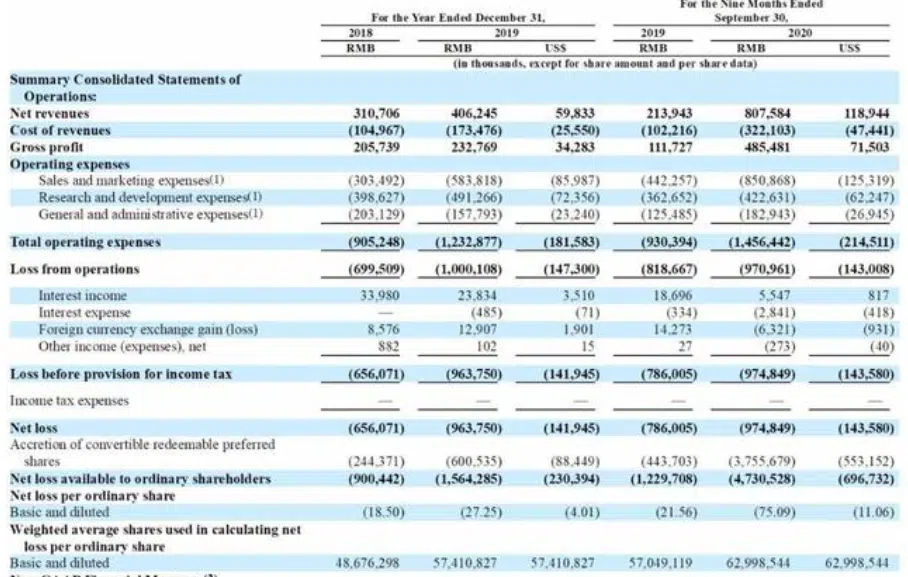 For the Nine Months Ended
For the Year Ended December 31, September 30,
2018 2019 2019 2020
RMB RMB US$ RMB RMB US$
(in thousands, except for share amount and per share data)
Summary Consolidated Statements of
Operations:
Net revenues 310,706 406,245 59,833 213,943 807,584 118,944
Cost of revenues (104,967) (173,476) (25,550) (102,216) (322,103) (47,441)
Gross profit 205,739 232,769 34,283 111,727 485,481 71,503
Operating expenses
Sales and marketing expenses(1) (303,492) (583,818) (85,987) (442,257) (850,868) (125,319)
Research and development expenses(1) (398,627) (491,266) (72,356) (362,652) (422,631) (62,247)
General and administrative expenses(1) (203,129) (157,793) (23,240) (125,485) (182,943) (26,945)
Total operating expenses (905,248) (1,232,877) (181,583) (930,394) (1,456,442) (214,511)
Loss from operations (699,509) (1,000,108) (147,300) (818,667) (970,961) (143,008)
Interest income 33,980 23,834 3,510 18,696 5,547 817
Interest expense — (485) (71) (334) (2,841) (418)
Foreign currency exchange gain (loss) 8,576 12,907 1,901 14,273 (6,321) (931)
Other income (expenses), net 882 102 15 27 (273) (40)
Loss before provision for income tax (656,071) (963,750) (141,945) (786,005) (974,849) (143,580)
Income tax expenses — — — — — —
Net loss (656,071) (963,750) (141,945) (786,005) (974,849) (143,580)
Accretion of convertible redeemable preferred
shares (244,371) (600,535) (88,449) (443,703) (3,755,679) (553,152)
Net loss available to ordinary shareholders (900,442) (1,564,285) (230,394) (1,229,708) (4,730,528) (696,732)
Net loss per ordinary share
Basic and diluted (18.50) (27.25) (4.01) (21.56) (75.09) (11.06)
Weighted average shares used in calculating net
loss per ordinary share
Basic and diluted 48,676,298 57,410,827 57,410,827 57,049,119 62,998,544 62,998,544